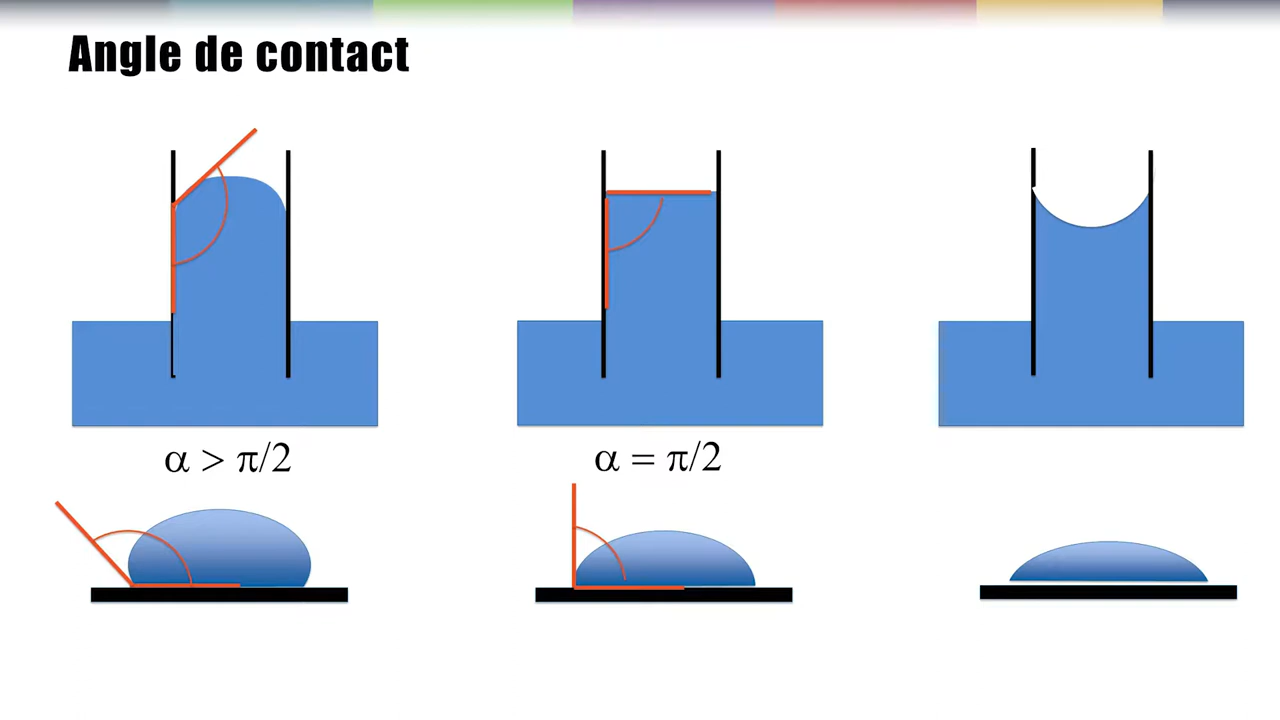 Angle de contact
α > π/2
α = π/2